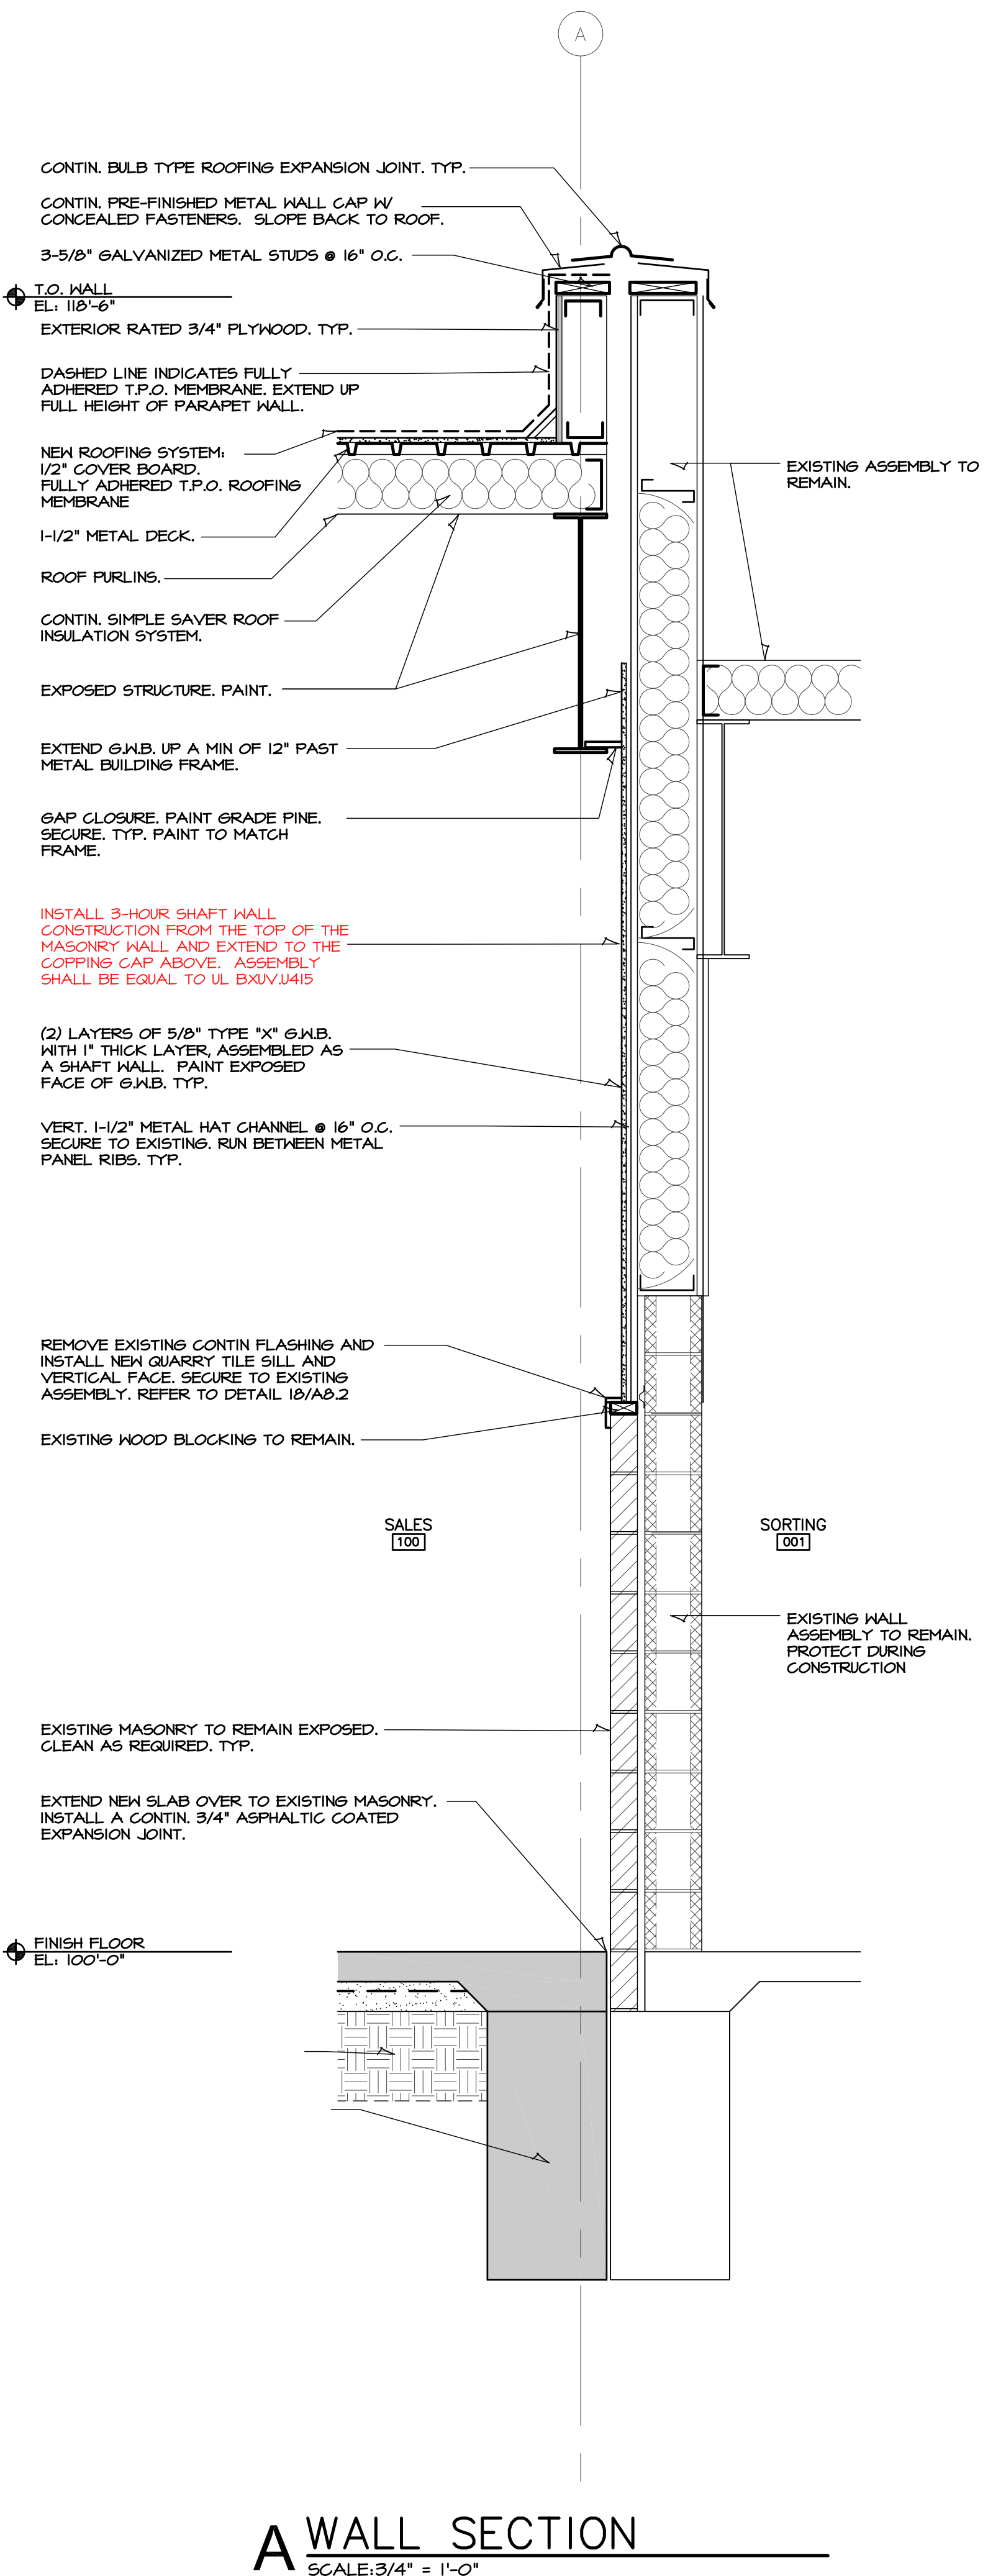 A
CONTIN. BULB TYPE ROOFING EXPANSION JOINT. TYP.
CONTIN. PRE-FINISHED METAL WALL CAP W/
CONCEALED FASTENERS. SLOPE BACK TO ROOF.
3-5/8" GALVANIZED METAL STUDS @ 16" O.C.
T.O. WALL
EL: 118'-6"
EXTERIOR RATED 3/4" PLYWOOD. TYP.
DASHED LINE INDICATES FULLY
ADHERED T.P.O. MEMBRANE. EXTEND UP
FULL HEIGHT OF PARAPET WALL.
NEW ROOFING SYSTEM:
1/2" COVER BOARD.
FULLY ADHERED T.P.O. ROOFING
MEMBRANE
EXISTING ASSEMBLY TO
REMAIN.
1-1/2" METAL DECK.
ROOF PURLINS.
CONTIN. SIMPLE SAVER ROOF
INSULATION SYSTEM.
EXPOSED STRUCTURE. PAINT.
EXTEND G.W.B. UP A MIN OF 12" PAST
METAL BUILDING FRAME.
GAP CLOSURE. PAINT GRADE PINE.
SECURE. TYP. PAINT TO MATCH
FRAME.
INSTALL 3-HOUR SHAFT WALL
CONSTRUCTION FROM THE TOP OF THE
MASONRY WALL AND EXTEND TO THE
COPPING CAP ABOVE. ASSEMBLY
SHALL BE EQUAL TO UL BXUV.U415
(2) LAYERS OF 5/8" TYPE "X" G.W.B.
WITH 1" THICK LAYER, ASSEMBLED AS
A SHAFT WALL. PAINT EXPOSED
FACE OF G.W.B. TYP.
VERT. 1-1/2" METAL HAT CHANNEL @ 16" O.C.
SECURE TO EXISTING. RUN BETWEEN METAL
PANEL RIBS. TYP.
REMOVE EXISTING CONTIN FLASHING AND
INSTALL NEW QUARRY TILE SILL AND
VERTICAL FACE. SECURE TO EXISTING
ASSEMBLY. REFER TO DETAIL 18/A8.2
EXISTING WOOD BLOCKING TO REMAIN.
SALES
100
SORTING
001
EXISTING WALL
ASSEMBLY TO REMAIN.
PROTECT DURING
CONSTRUCTION
EXISTING MASONRY TO REMAIN EXPOSED.
CLEAN AS REQUIRED. TYP.
EXTEND NEW SLAB OVER TO EXISTING MASONRY.
INSTALL A CONTIN. 3/4" ASPHALTIC COATED
EXPANSION JOINT.
FINISH FLOOR
EL: 100'-0"
A WALL SECTION
SCALE:3/4" = 1'-0"